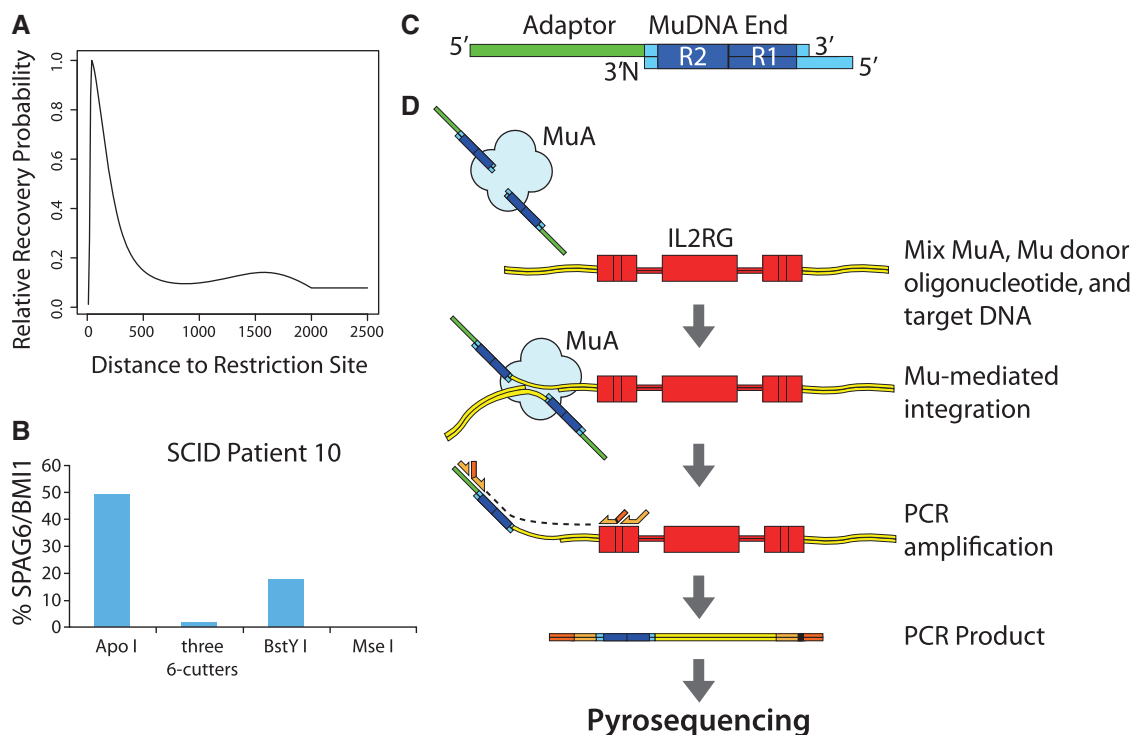 A
Relative Recovery Probability
1.0
0.8
0.6
0.4
0.2
0.0
0 500 1000 1500 2000 2500
Distance to Restriction Site
B
SCID Patient 10
% SPAG6/BMI1
60
50
40
30
20
10
0
Apo I three 6-cutters BstY I Mse I
C
Adaptor MuDNA End
5′ 3′
R2 R1
3′N 5′
D
MuA
IL2RG
Mix MuA, Mu donor
oligonucleotide, and
target DNA
MuA
Mu-mediated
integration
PCR
amplification
PCR Product
Pyrosequencing